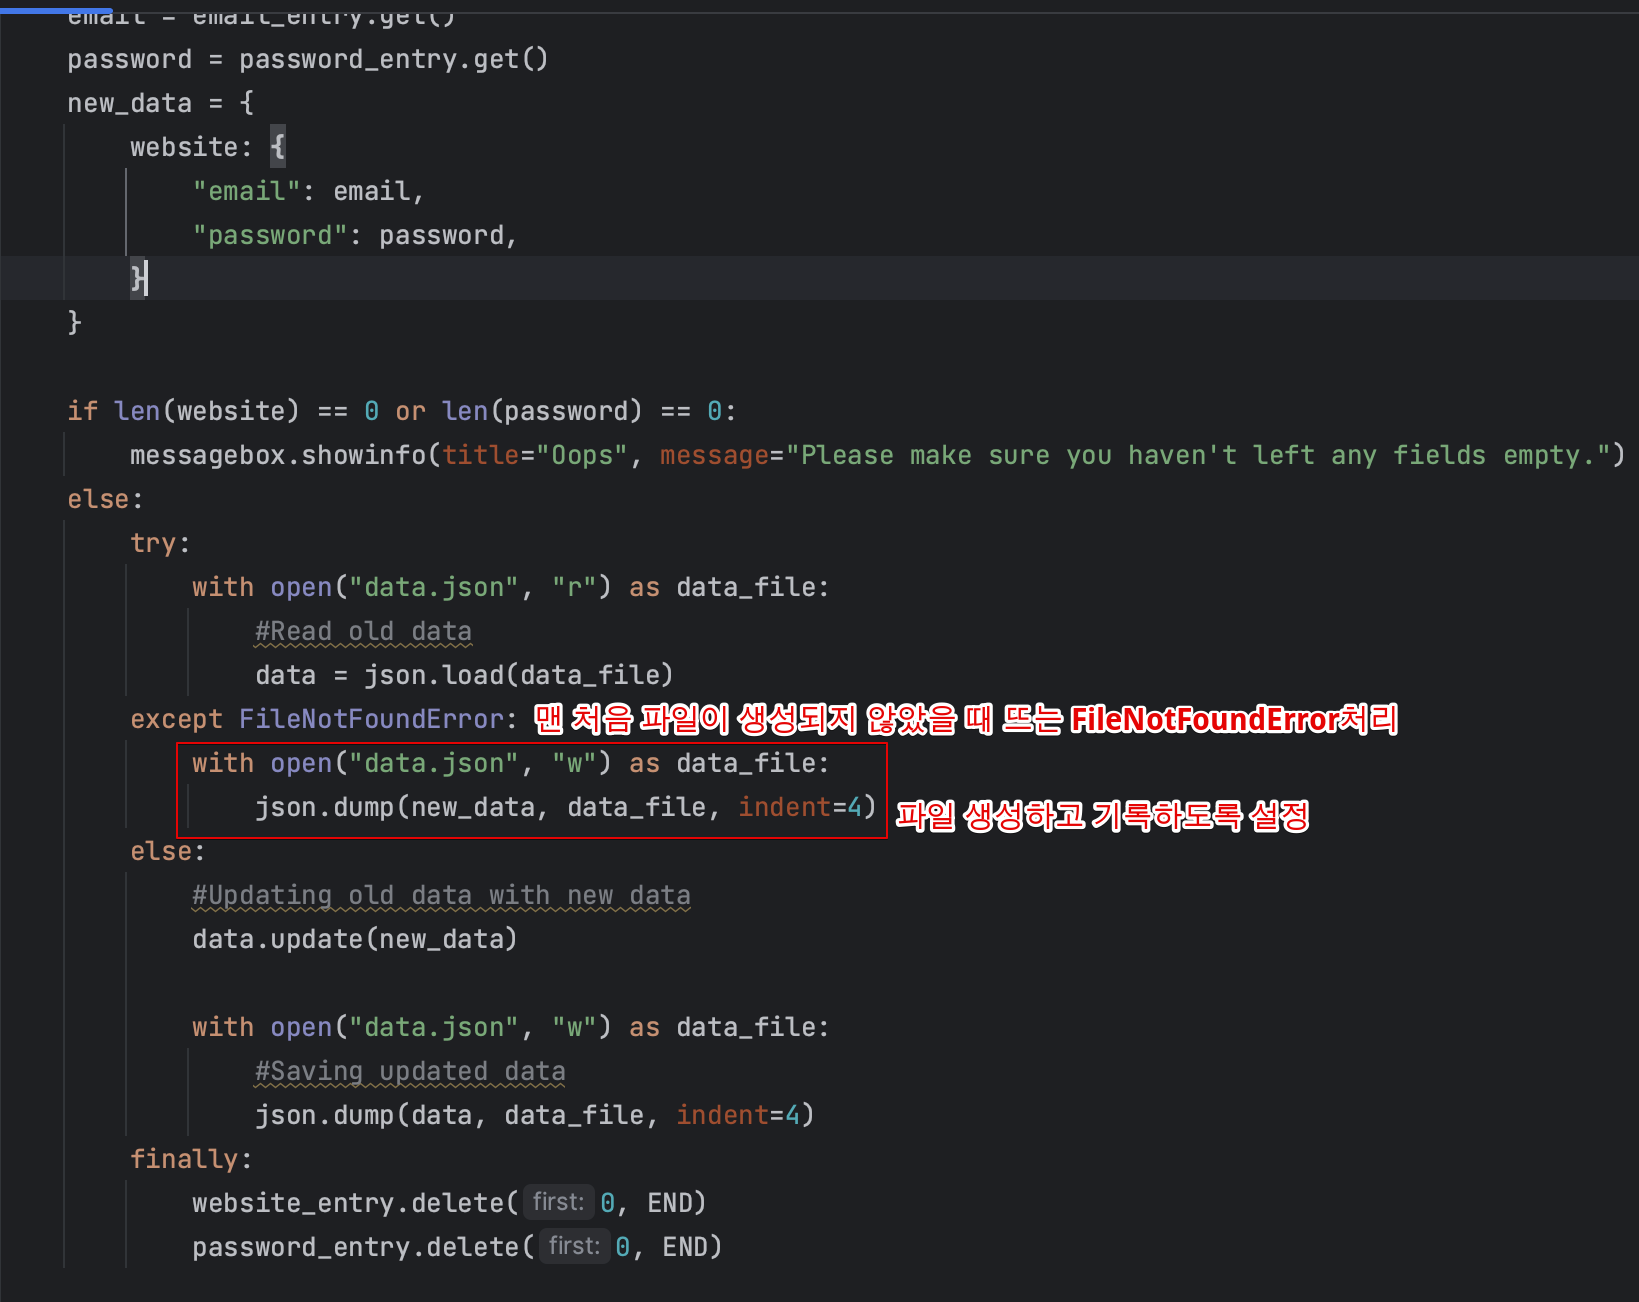 email = email_entry.get()
password = password_entry.get()
new_data = {
website: {
"email": email,
"password": password,
}
}
if len(website) == 0 or len(password) == 0:
messagebox.showinfo(title="Oops", message="Please make sure you haven't left any fields empty.")
else:
try:
with open("data.json", "r") as data_file:
#Read old data
data = json.load(data_file)
except FileNotFoundError: 맨 처음 파일이 생성되지 않았을 때 뜨는 FileNotFoundError처리
with open("data.json", "w") as data_file:
json.dump(new_data, data_file, indent=4) 파일 생성하고 기록하도록 설정
else:
#Updating old data with new data
data.update(new_data)
with open("data.json", "w") as data_file:
#Saving updated data
json.dump(data, data_file, indent=4)
finally:
website_entry.delete( first: 0, END)
password_entry.delete( first: 0, END)